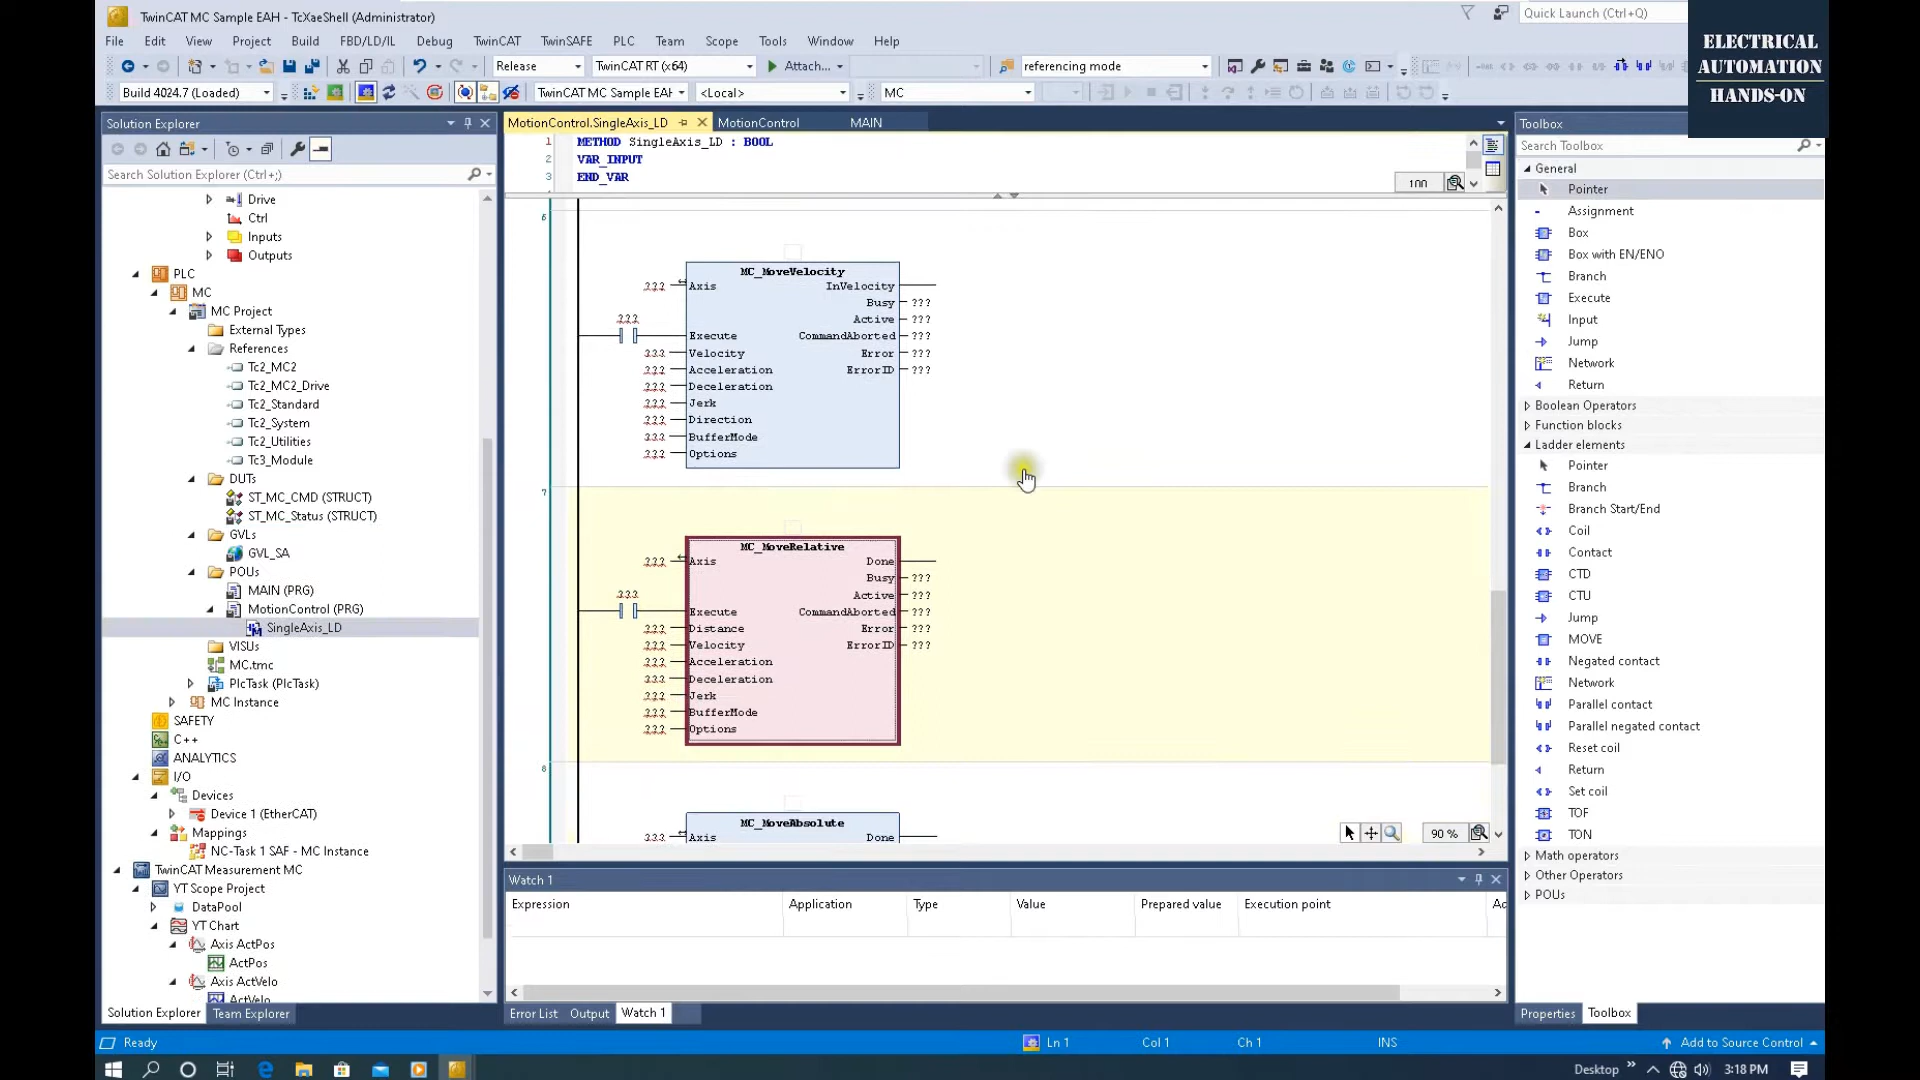 TwinCAT MC Sample EAH - TcXaeShell (Administrator)
Quick Launch (Ctrl+Q)
ELECTRICAL
AUTOMATION
HANDS-ON
File Edit View Project Build FBD/LD/IL Debug TwinCAT TwinSAFE PLC Team Scope Tools Window Help
Release TwinCAT RT (x64) Attach... referencing mode
Build 4024.7 (Loaded) TwinCAT MC Sample EAH <Local> MC
Solution Explorer
Search Solution Explorer (Ctrl+;)
Drive
Ctrl
Inputs
Outputs
PLC
MC
MC Project
External Types
References
Tc2_MC2
Tc2_MC2_Drive
Tc2_Standard
Tc2_System
Tc2_Utilities
Tc3_Module
DUTs
ST_MC_CMD (STRUCT)
ST_MC_Status (STRUCT)
GVLs
GVL_SA
POUs
MAIN (PRG)
MotionControl (PRG)
SingleAxis_LD
VISUs
MC.tmc
PlcTask (PlcTask)
MC Instance
SAFETY
C++
ANALYTICS
I/O
Devices
Device 1 (EtherCAT)
Mappings
NC-Task 1 SAF - MC Instance
TwinCAT Measurement MC
YT Scope Project
DataPool
YT Chart
Axis ActPos
ActPos
Axis ActVelo
ActVelo
Solution Explorer Team Explorer
MotionControl.SingleAxis_LD MotionControl MAIN
1 METHOD SingleAxis_LD : BOOL
2 VAR_INPUT
3 END_VAR
100
6
MC_MoveVelocity
??? Axis InVelocity
Busy ???
??? Active ???
Execute CommandAborted ???
??? Velocity Error ???
??? Acceleration ErrorID ???
??? Deceleration
??? Jerk
??? Direction
??? BufferMode
??? Options
7
MC_MoveRelative
??? Axis Done
Busy ???
??? Active ???
Execute CommandAborted ???
??? Distance Error ???
??? Velocity ErrorID ???
??? Acceleration
??? Deceleration
??? Jerk
??? BufferMode
??? Options
8
MC_MoveAbsolute
??? Axis Done
90 %
Watch 1
Expression Application Type Value Prepared value Execution point
Error List Output Watch 1
Toolbox
Search Toolbox
General
Pointer
Assignment
Box
Box with EN/ENO
Branch
Execute
Input
Jump
Network
Return
Boolean Operators
Function blocks
Ladder elements
Pointer
Branch
Branch Start/End
Coil
Contact
CTD
CTU
Jump
MOVE
Negated contact
Network
Parallel contact
Parallel negated contact
Reset coil
Return
Set coil
TOF
TON
Math operators
Other Operators
POUs
Properties Toolbox
Ready Ln 1 Col 1 Ch 1 INS Add to Source Control
Desktop 3:18 PM